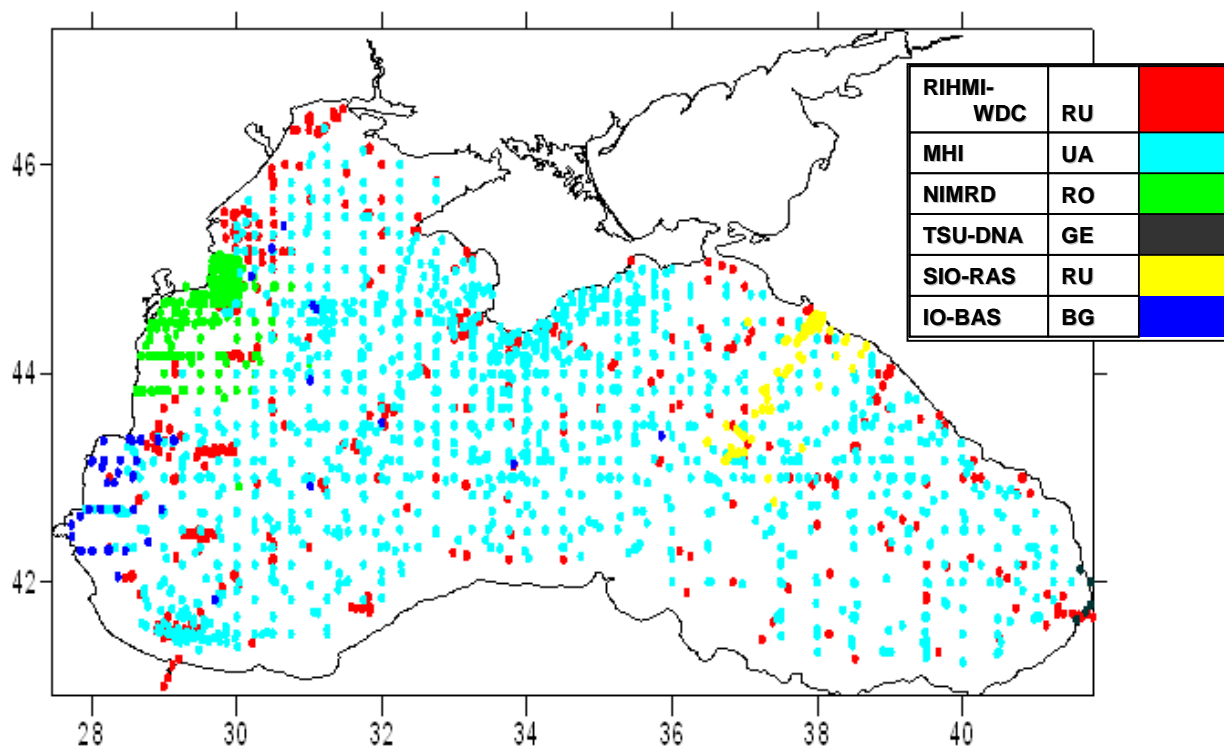 RIHMI-
WDC RU
MHI UA
NIMRD RO
TSU-DNA GE
SIO-RAS RU
IO-BAS BG
46
44
42
28 30 32 34 36 38 40